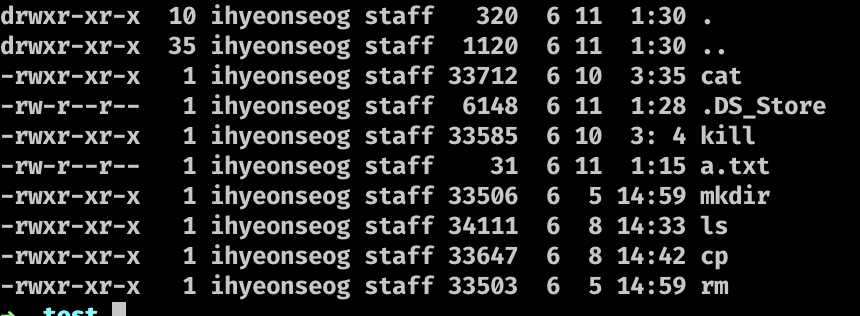 drwxr-xr-x  10 ihyeonseog staff   320  6 11  1:30 .
drwxr-xr-x  35 ihyeonseog staff  1120  6 11  1:30 ..
-rwxr-xr-x   1 ihyeonseog staff 33712  6 10  3:35 cat
-rw-r--r--   1 ihyeonseog staff  6148  6 11  1:28 .DS_Store
-rwxr-xr-x   1 ihyeonseog staff 33585  6 10  3: 4 kill
-rw-r--r--   1 ihyeonseog staff    31  6 11  1:15 a.txt
-rwxr-xr-x   1 ihyeonseog staff 33506  6  5 14:59 mkdir
-rwxr-xr-x   1 ihyeonseog staff 34111  6  8 14:33 ls
-rwxr-xr-x   1 ihyeonseog staff 33647  6  8 14:42 cp
-rwxr-xr-x   1 ihyeonseog staff 33503  6  5 14:59 rm
➜  test